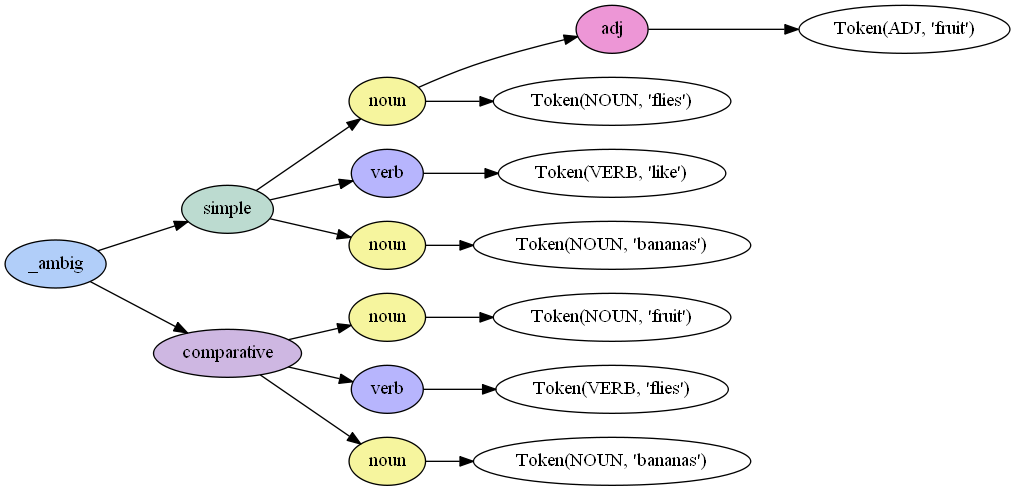 adj
Token(ADJ, 'fruit')
noun
Token(NOUN, 'flies')
verb
Token(VERB, 'like')
simple
noun
Token(NOUN, 'bananas')
_ambig
noun
Token(NOUN, 'fruit')
comparative
verb
Token(VERB, 'flies')
noun
Token(NOUN, 'bananas')